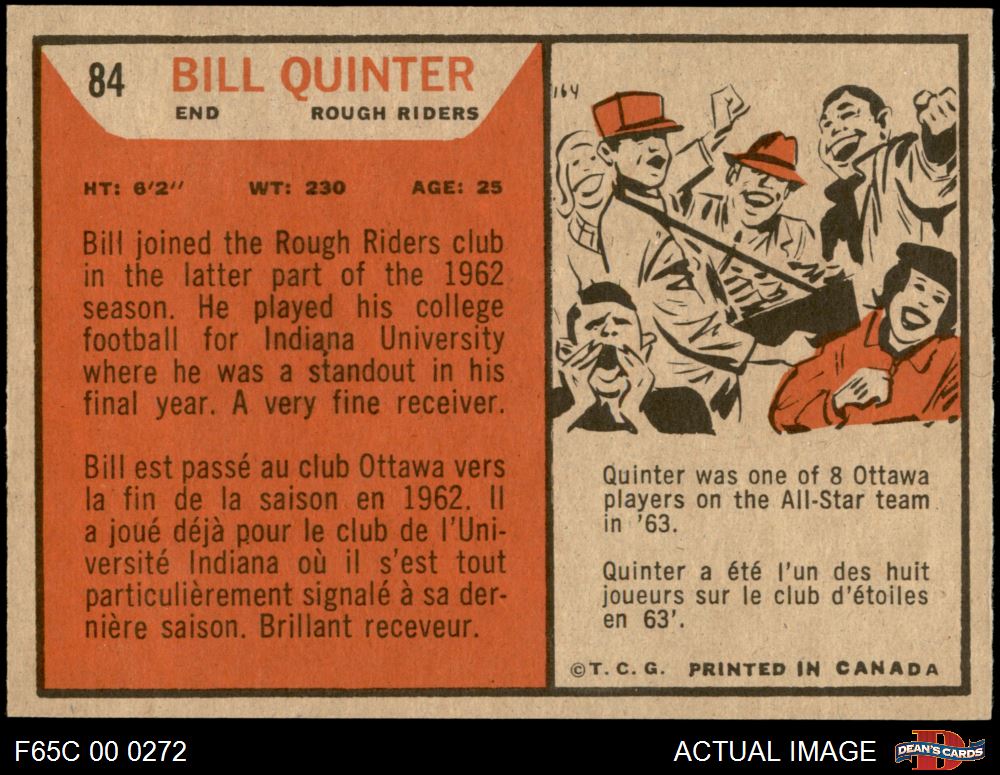 84 BILL QUINTER
END ROUGH RIDERS
HT: 6'2" WT: 230 AGE: 25
Bill joined the Rough Riders club
in the latter part of the 1962
season. He played his college
football for Indiana University
where he was a standout in his
final year. A very fine receiver.
Bill est passé au club Ottawa vers
la fin de la saison en 1962. Il
a joué déjà pour le club de l'Uni-
versité Indiana où il s'est tout
particulièrement signalé à sa der-
nière saison. Brillant receveur.
164
Quinter was one of 8 Ottawa
players on the All-Star team
in '63.
Quinter a été l'un des huit
joueurs sur le club d'étoiles
en 63'.
© T. C. G. PRINTED IN CANADA
F65C 00 0272
ACTUAL IMAGE
DEAN'S CARDS